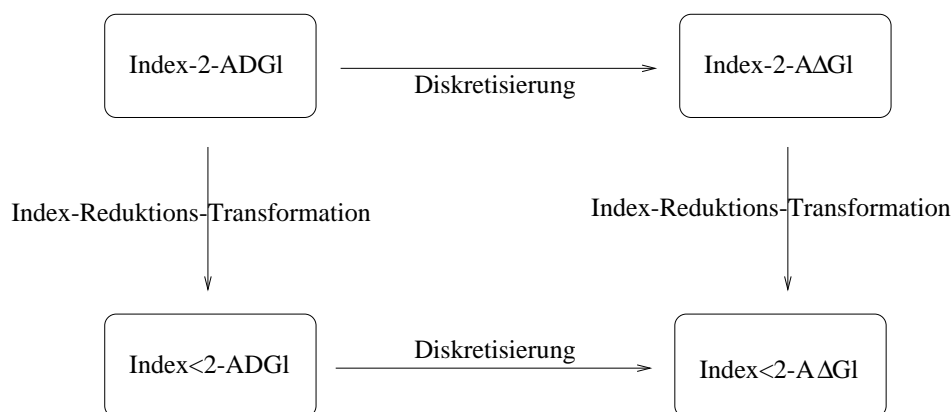 Index-2-ADGl
Index-2-AΔGl
Diskretisierung
Index-Reduktions-Transformation
Index-Reduktions-Transformation
Diskretisierung
Index<2-ADGl
Index<2-AΔGl